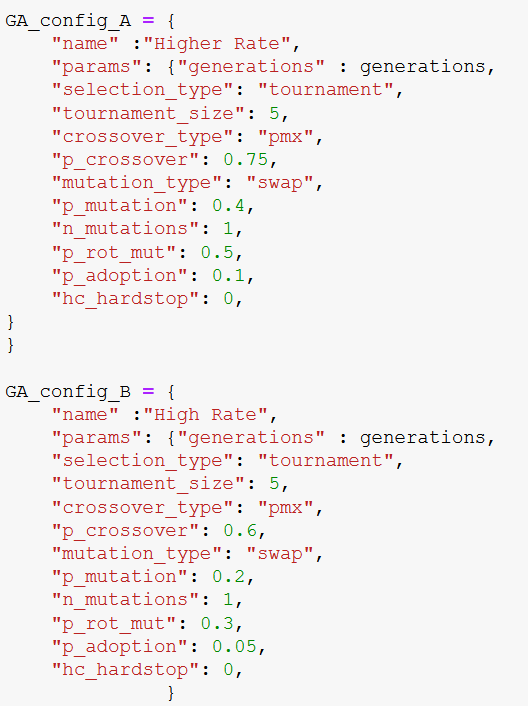 GA_config_A = {
    "name" :"Higher Rate",
    "params": {"generations" : generations,
    "selection_type": "tournament",
    "tournament_size": 5,
    "crossover_type": "pmx",
    "p_crossover": 0.75,
    "mutation_type": "swap",
    "p_mutation": 0.4,
    "n_mutations": 1,
    "p_rot_mut": 0.5,
    "p_adoption": 0.1,
    "hc_hardstop": 0,
}
}

GA_config_B = {
    "name" :"High Rate",
    "params": {"generations" : generations,
    "selection_type": "tournament",
    "tournament_size": 5,
    "crossover_type": "pmx",
    "p_crossover": 0.6,
    "mutation_type": "swap",
    "p_mutation": 0.2,
    "n_mutations": 1,
    "p_rot_mut": 0.3,
    "p_adoption": 0.05,
    "hc_hardstop": 0,
              }